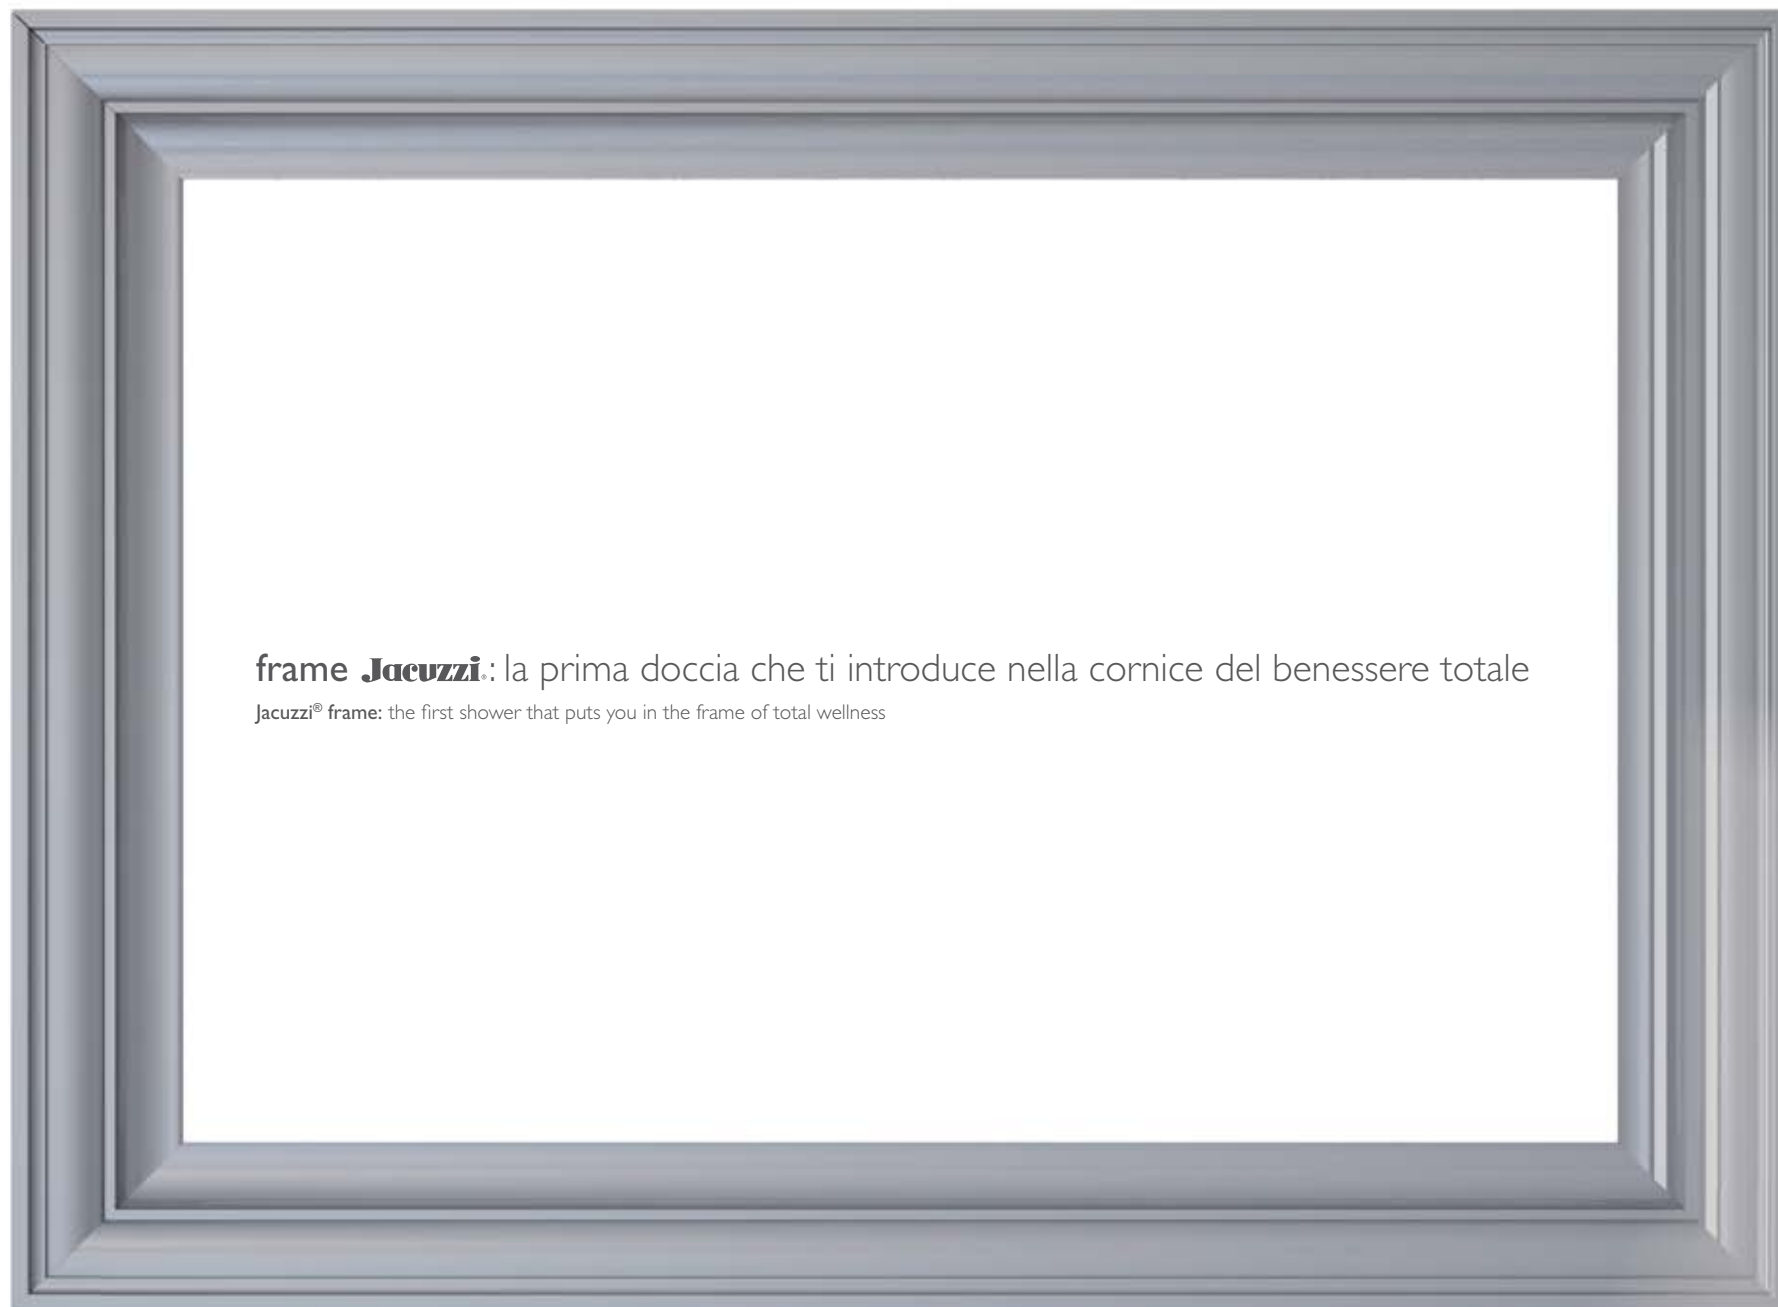 frame Jacuzzi®: la prima doccia che ti introduce nella cornice del benessere totale
Jacuzzi® frame: the first shower that puts you in the frame of total wellness